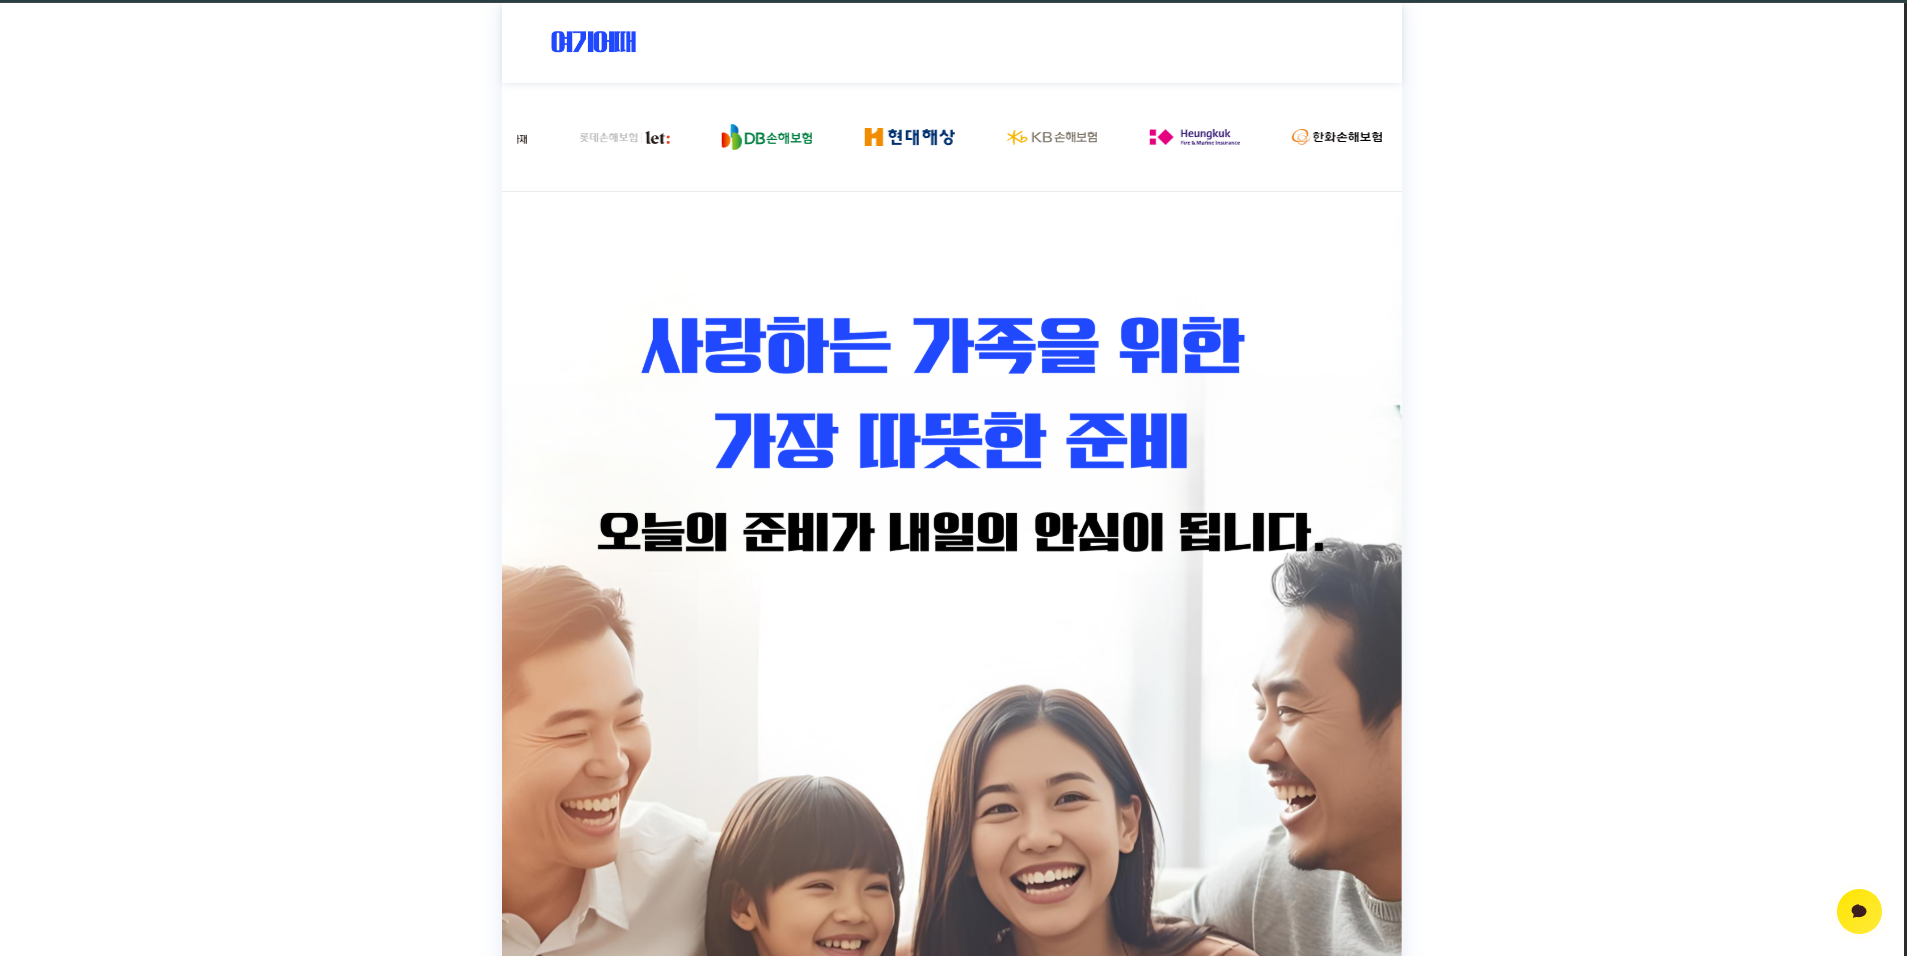 여기어때
롯데손해보험 let: DB손해보험 현대해상 KB손해보험 Heungkuk Fire & Marine Insurance 한화손해보험
사랑하는 가족을 위한
가장 따뜻한 준비
오늘의 준비가 내일의 안심이 됩니다.